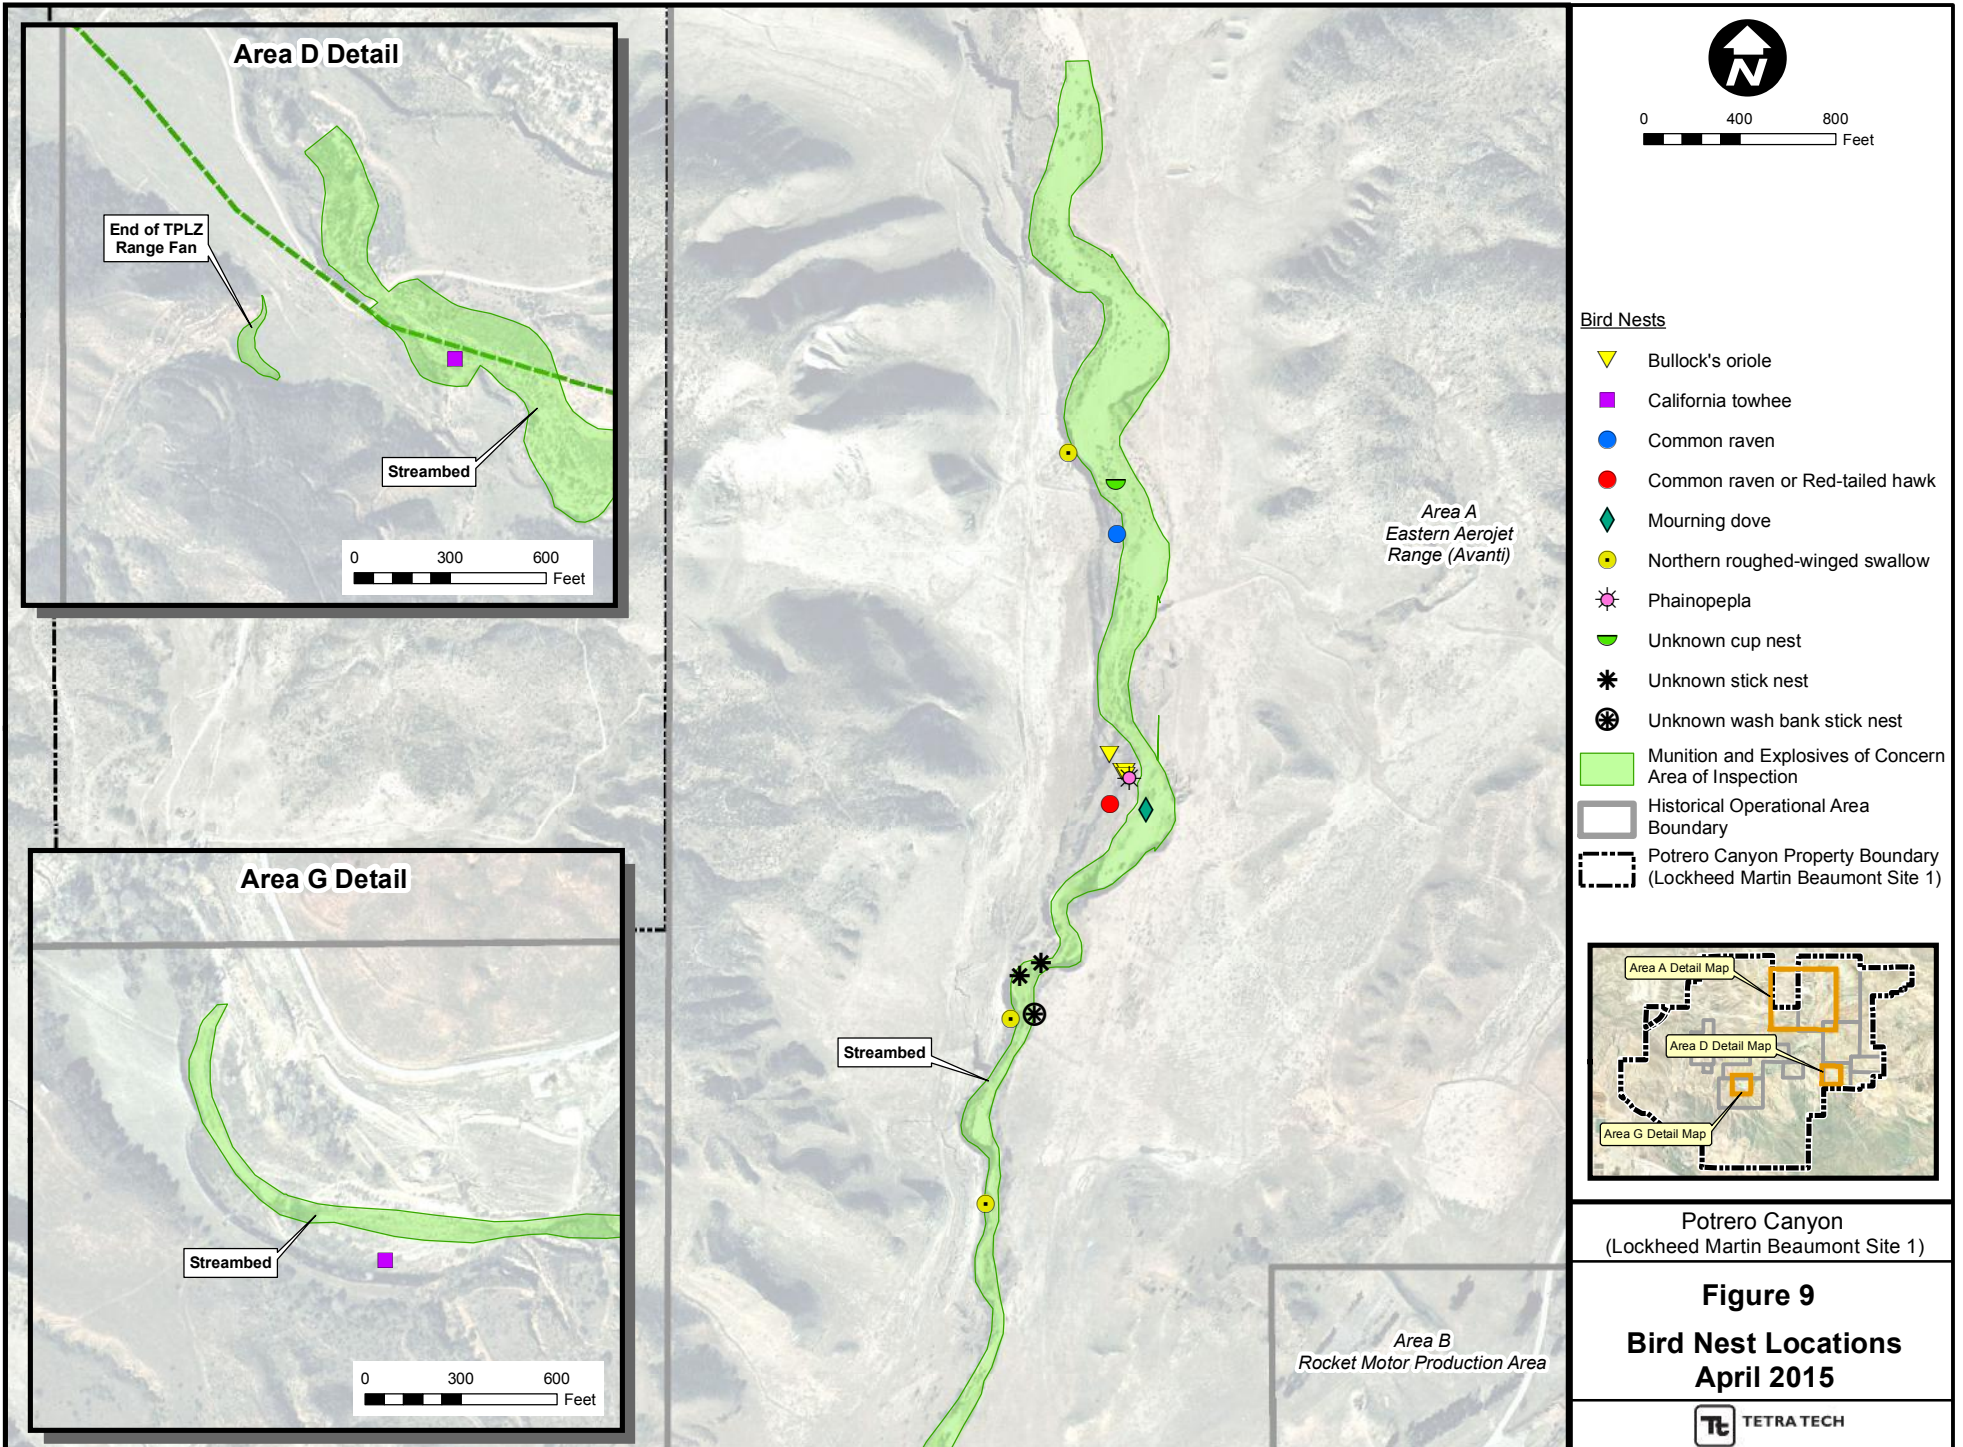 Area D Detail
End of TPLZ
Range Fan
Streambed
0 300 600
Feet
Area G Detail
Streambed
0 300 600
Feet
Area A
Eastern Aerojet
Range (Avanti)
Streambed
Area B
Rocket Motor Production Area
N
0 400 800
Feet
Bird Nests
Bullock's oriole
California towhee
Common raven
Common raven or Red-tailed hawk
Mourning dove
Northern roughed-winged swallow
Phainopepla
Unknown cup nest
Unknown stick nest
Unknown wash bank stick nest
Munition and Explosives of Concern
Area of Inspection
Historical Operational Area
Boundary
Potrero Canyon Property Boundary
(Lockheed Martin Beaumont Site 1)
Area A Detail Map
Area D Detail Map
Area G Detail Map
Potrero Canyon
(Lockheed Martin Beaumont Site 1)
Figure 9
Bird Nest Locations
April 2015
Tt TETRA TECH